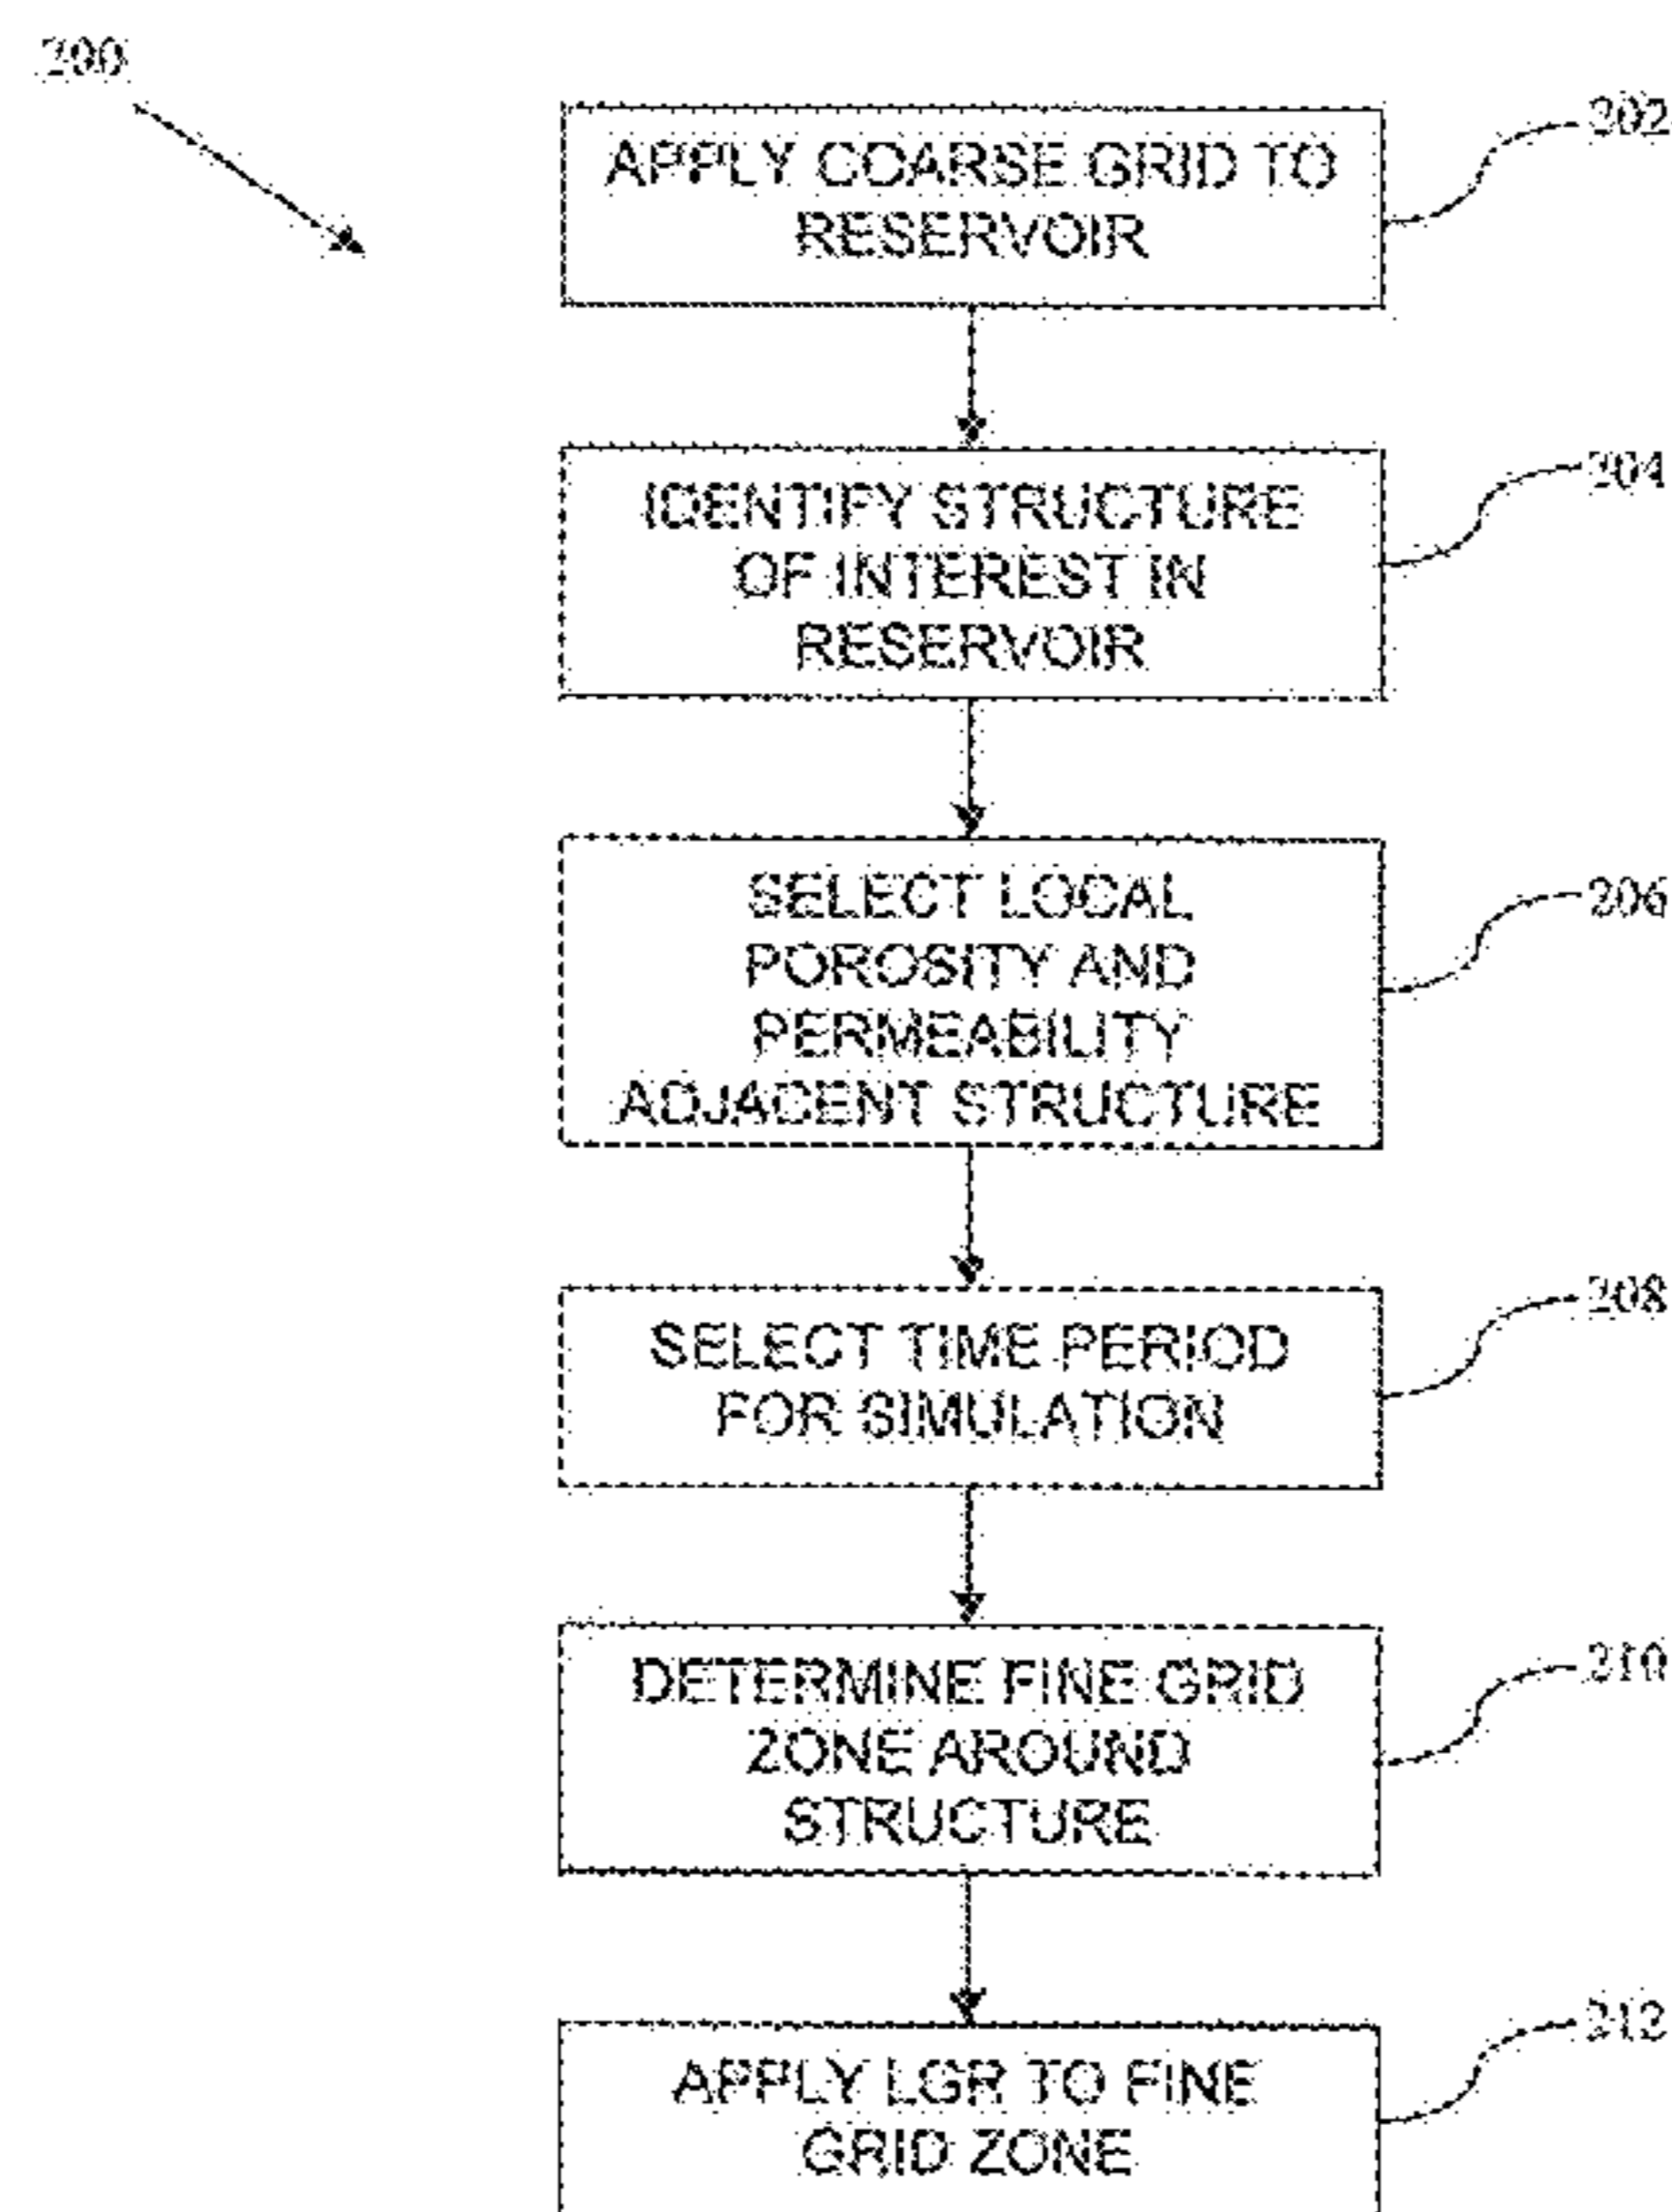 200
APPLY COARSE GRID TO
RESERVOIR
202
IDENTIFY STRUCTURE
OF INTEREST IN
RESERVOIR
204
SELECT LOCAL
POROSITY AND
PERMEABILITY
ADJACENT STRUCTURE
206
SELECT TIME PERIOD
FOR SIMULATION
208
DETERMINE FINE GRID
ZONE AROUND
STRUCTURE
210
APPLY LGR TO FINE
GRID ZONE
212